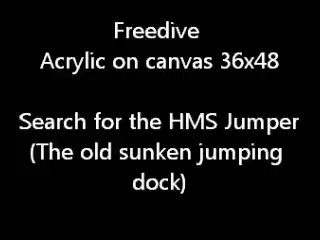 Freedive
Acrylic on canvas 36x48
Search for the HMS Jumper
(The old sunken jumping
dock)